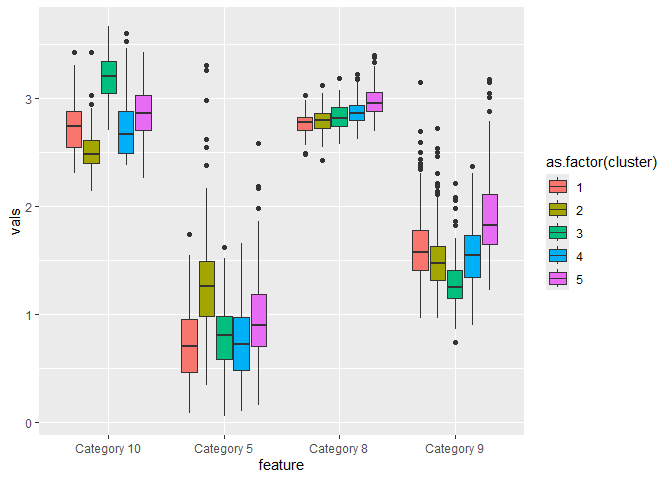 3
2
1
0
vals
Category 10
Category 5
Category 8
Category 9
feature
as.factor(cluster)
1
2
3
4
5